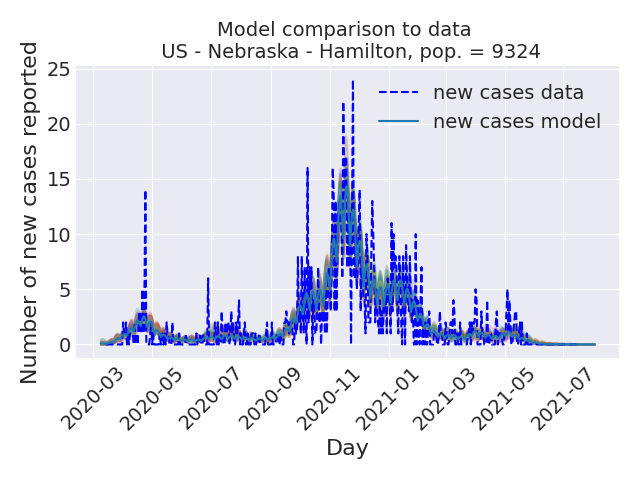 Model comparison to data
US - Nebraska - Hamilton, pop. = 9324
Number of new cases reported
25
20
15
10
5
0
new cases data
new cases model
2020-03
2020-05
2020-07
2020-09
2020-11
2021-01
2021-03
2021-05
2021-07
Day